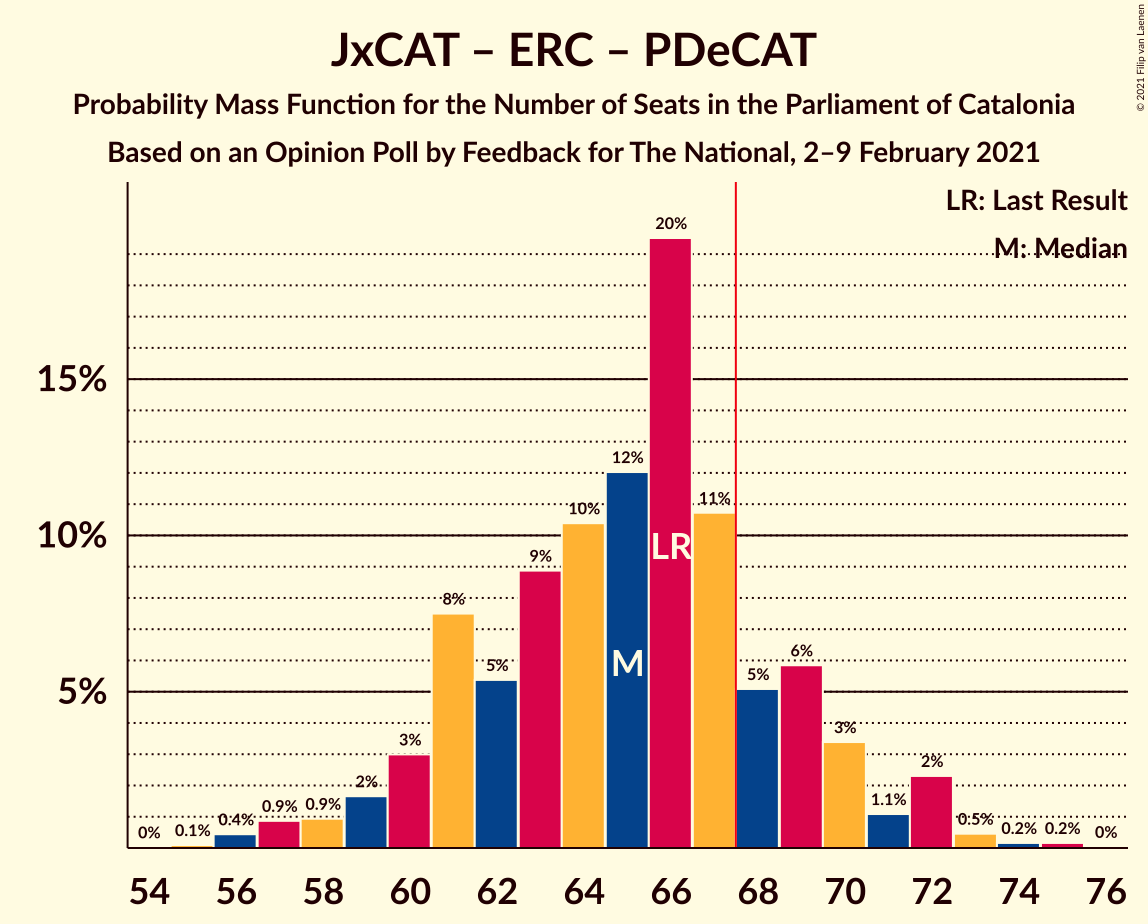 JxCAT – ERC – PDeCAT
Probability Mass Function for the Number of Seats in the Parliament of Catalonia
Based on an Opinion Poll by Feedback for The National, 2–9 February 2021
© 2021 Filip van Laenen
LR: Last Result
M: Median
15%
10%
5%
0%
0.1%
0.4%
0.9%
0.9%
2%
3%
8%
5%
9%
10%
12%
20%
11%
5%
6%
3%
1.1%
2%
0.5%
0.2%
0.2%
0%
LR
M
54 56 58 60 62 64 66 68 70 72 74 76